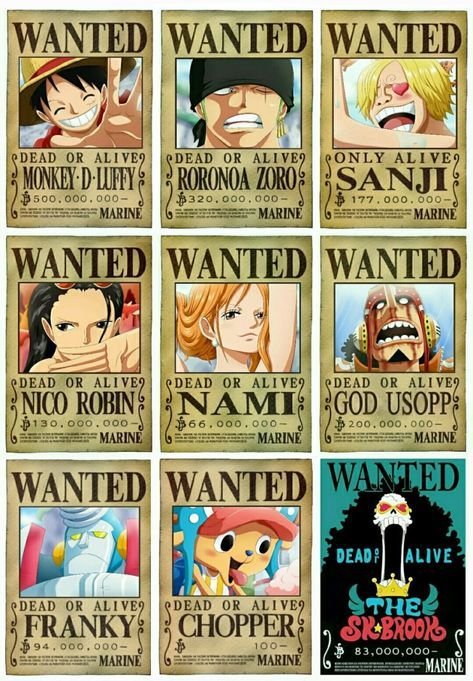 WANTED
DEAD OR ALIVE
MONKEY·D·LUFFY
500,000,000-
MARINE
WANTED
DEAD OR ALIVE
RORONOA ZORO
320,000,000-
MARINE
WANTED
ONLY ALIVE
SANJI
177,000,000-
MARINE
WANTED
DEAD OR ALIVE
NICO ROBIN
130,000,000-
MARINE
WANTED
DEAD OR ALIVE
NAMI
66,000,000-
MARINE
WANTED
DEAD OR ALIVE
GOD USOPP
200,000,000-
MARINE
WANTED
DEAD OR ALIVE
FRANKY
94,000,000-
MARINE
WANTED
DEAD OR ALIVE
CHOPPER
100-
MARINE
WANTED
DEAD OR ALIVE
THE
SK★BROOK
83,000,000-
MARINE